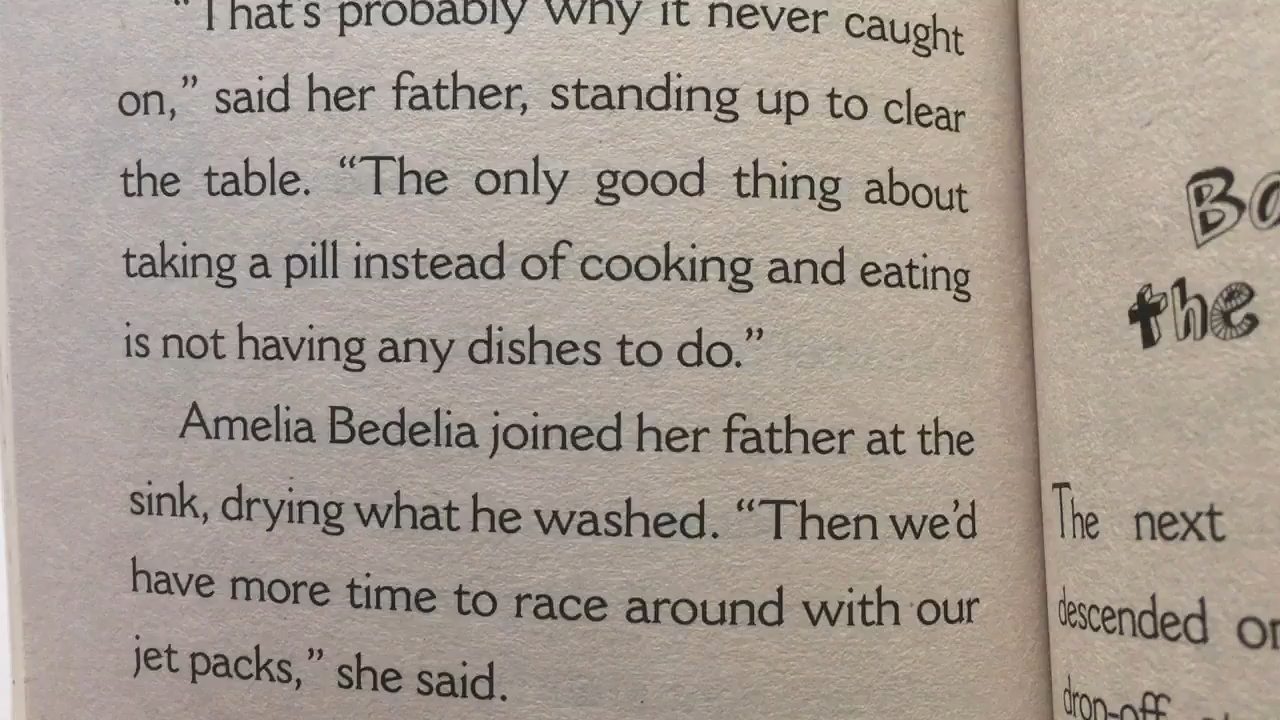 "That's probably why it never caught
on," said her father, standing up to clear
the table. "The only good thing about
taking a pill instead of cooking and eating
is not having any dishes to do."
Amelia Bedelia joined her father at the
sink, drying what he washed. "Then we'd
have more time to race around with our
jet packs," she said.
the
The next
descended
drop-off